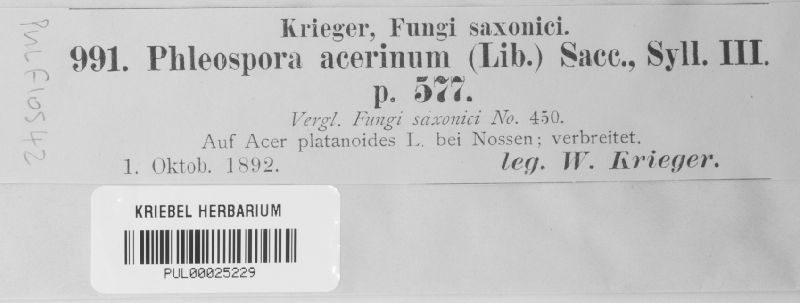 Krieger, Fungi saxonici.
991. Phleospora acerinum (Lib.) Sacc., Syll. III.
p. 577.
Vergl. Fungi saxonici No. 450.
Auf Acer platanoides L. bei Nossen; verbreitet.
1. Oktob. 1892. leg. W. Krieger.
PUL F10542
KRIEBEL HERBARIUM
PUL00025229